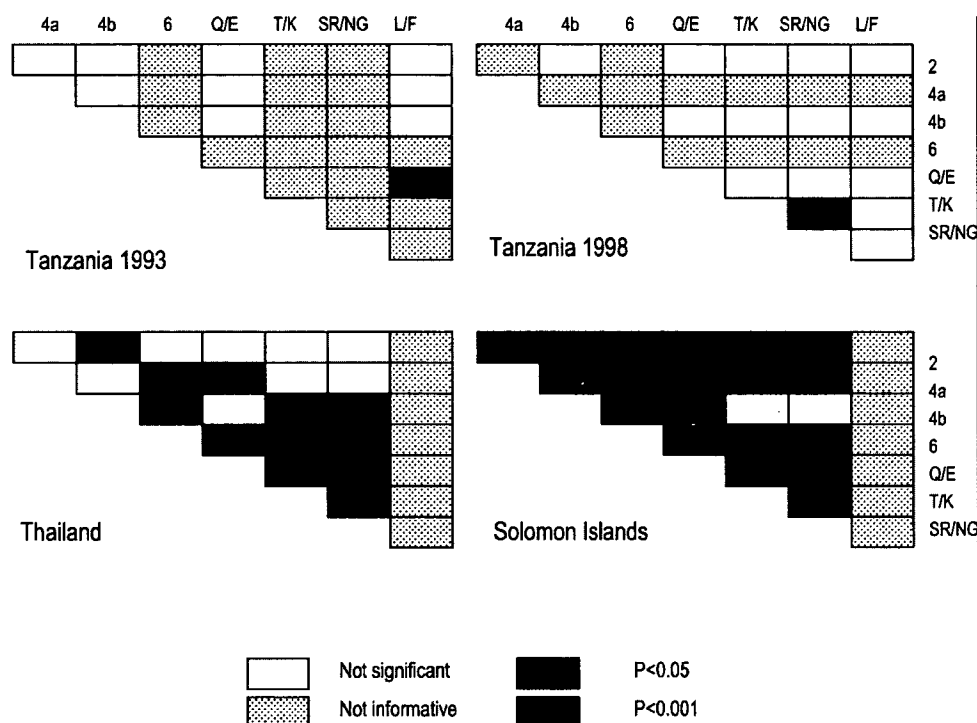 4a 4b 6 Q/E T/K SR/NG L/F
4a 4b 6 Q/E T/K SR/NG L/F
2
4a
4b
6
Q/E
T/K
SR/NG
Tanzania 1993
Tanzania 1998
2
4a
4b
6
Q/E
T/K
SR/NG
Thailand
Solomon Islands
Not significant
P<0.05
Not informative
P<0.001